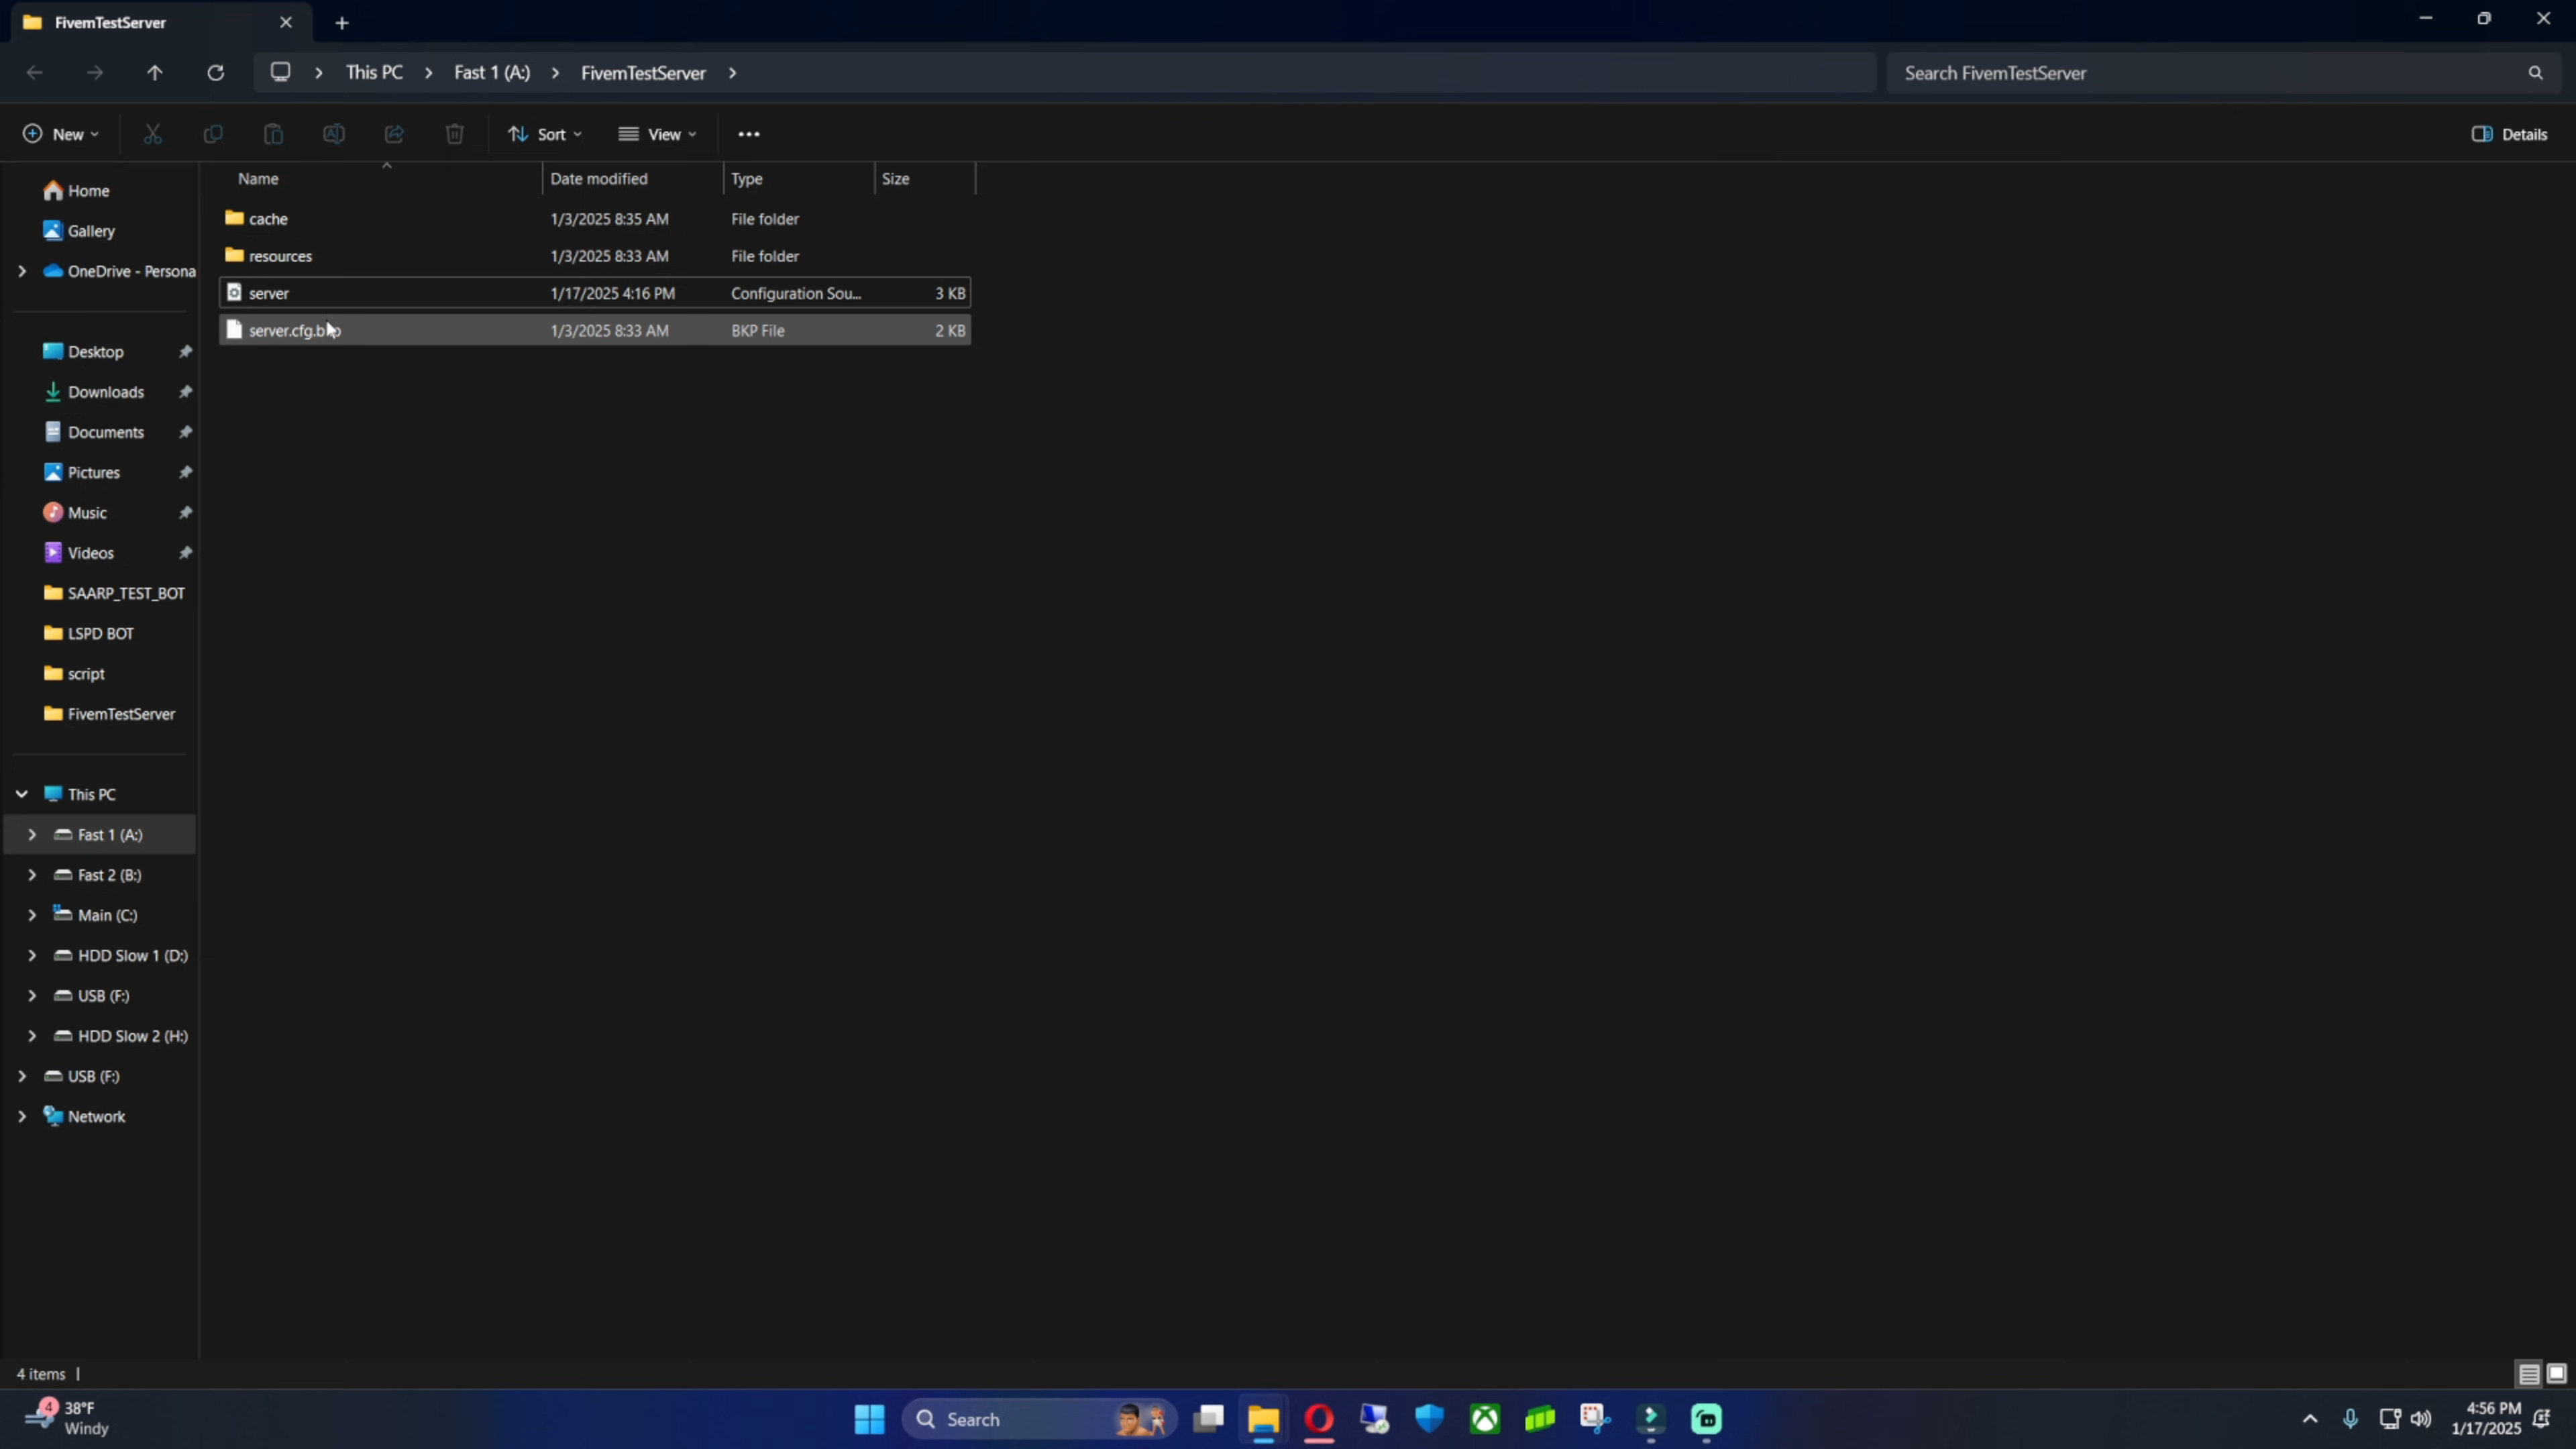 FivemTestServer
This PC > Fast 1 (A:) > FivemTestServer >
Search FivemTestServer
New
Sort
View
Details
Name Date modified Type Size
cache 1/3/2025 8:35 AM File folder
resources 1/3/2025 8:33 AM File folder
server 1/17/2025 4:16 PM Configuration Sou... 3 KB
server.cfg.bkp 1/3/2025 8:33 AM BKP File 2 KB
Home
Gallery
OneDrive - Persona
Desktop
Downloads
Documents
Pictures
Music
Videos
SAARP_TEST_BOT
LSPD BOT
script
FivemTestServer
This PC
Fast 1 (A:)
Fast 2 (B:)
Main (C:)
HDD Slow 1 (D:)
USB (F:)
HDD Slow 2 (H:)
USB (F:)
Network
4 items
4
38°F
Windy
Search
4:56 PM
1/17/2025